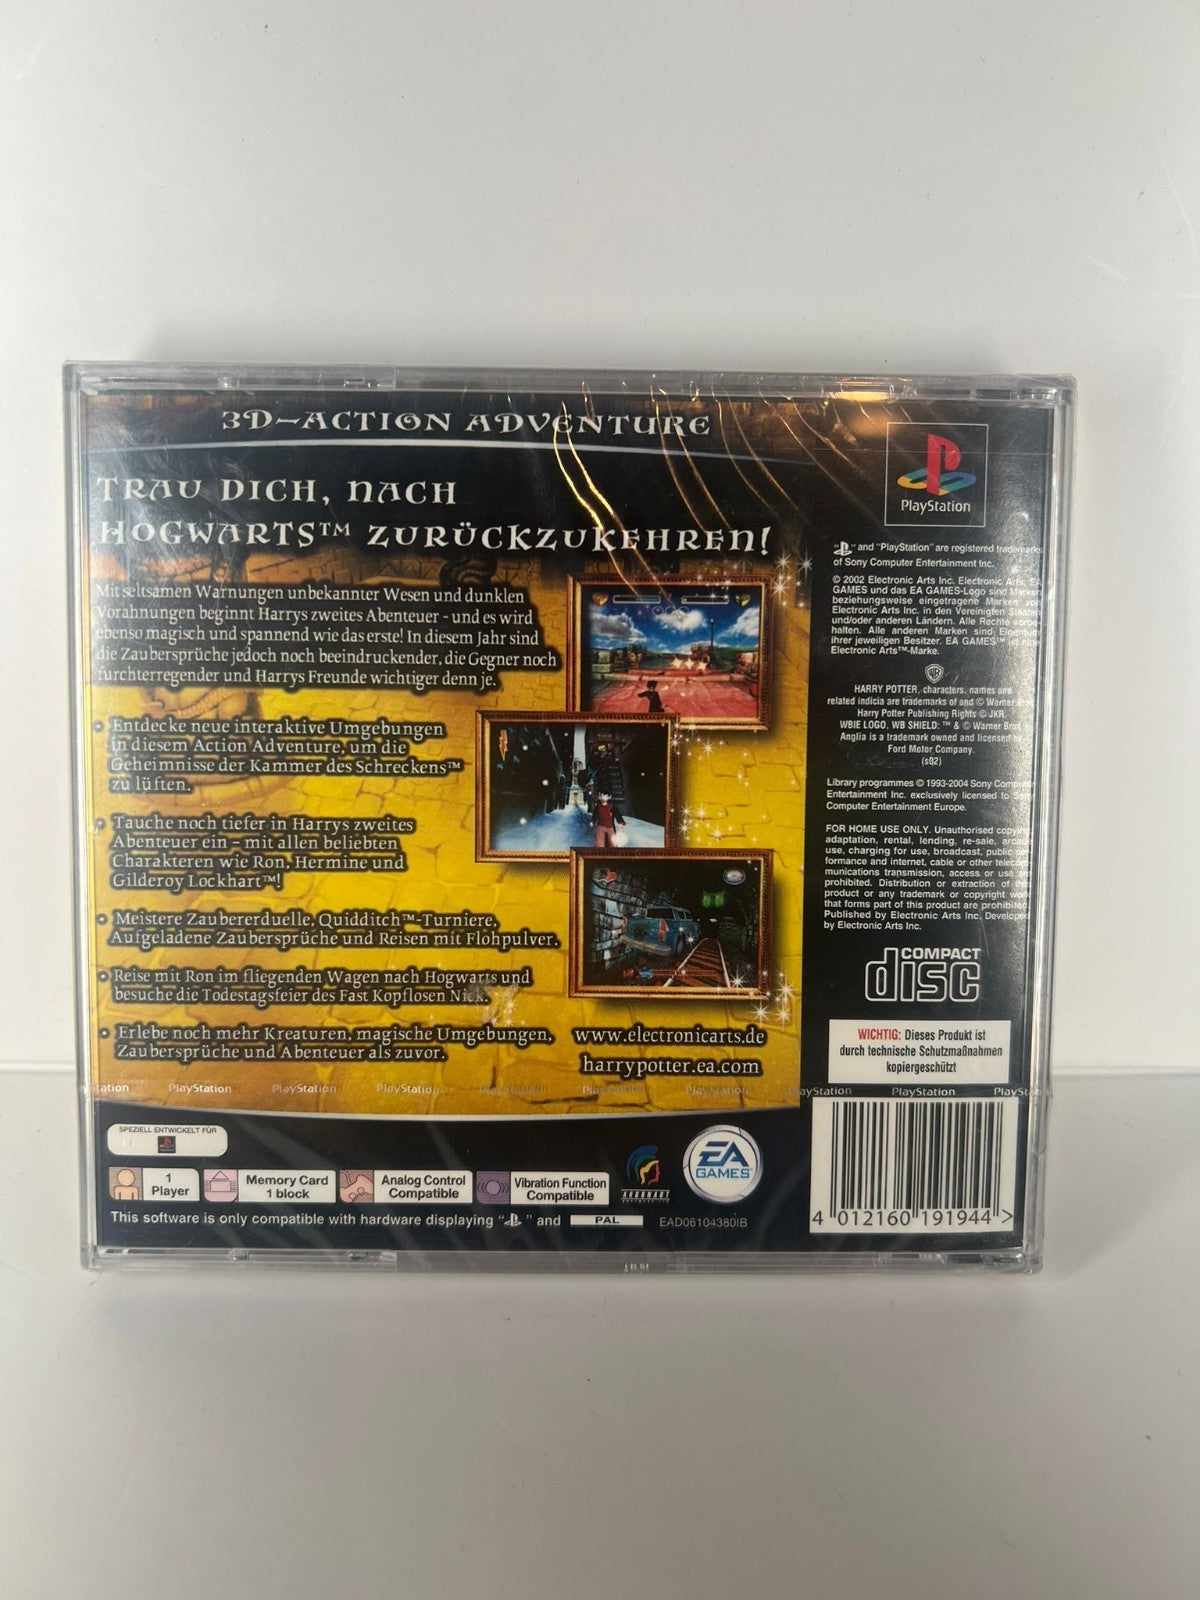 3D-ACTION ADVENTURE
TRAU DICH, NACH
HOGWARTS™ ZURÜCKZUKEHREN!
Mit seltsamen Warnungen unbekannter Wesen und dunklen
Vorahnungen beginnt Harrys zweites Abenteuer - und es wird
ebenso magisch und spannend wie das erste! In diesem Jahr sind
die Zaubersprüche jedoch noch beeindruckender, die Gegner noch
furchterregender und Harrys Freunde wichtiger denn je.
• Entdecke neue interaktive Umgebungen
in diesem Action Adventure, um die
Geheimnisse der Kammer des Schreckens™
zu lüften.
• Tauche noch tiefer in Harrys zweites
Abenteuer ein - mit allen beliebten
Charakteren wie Ron, Hermine und
Gilderoy Lockhart™!
• Meistere Zaubererduelle, Quidditch™-Turniere,
Aufgeladene Zaubersprüche und Reisen mit Flohpulver.
• Reise mit Ron im fliegenden Wagen nach Hogwarts und
besuche die Todestagsfeier des Fast Kopflosen Nick.
• Erlebe noch mehr Kreaturen, magische Umgebungen,
Zaubersprüche und Abenteuer als zuvor.
www.electronicarts.de
harrypotter.ea.com
PlayStation
"PS" and "PlayStation" are registered trademarks
of Sony Computer Entertainment Inc.
© 2002 Electronic Arts Inc. Electronic Arts, EA
GAMES und das EA GAMES-Logo sind Marken
beziehungsweise eingetragene Marken von
Electronic Arts Inc. in den Vereinigten Staaten
und/oder anderen Ländern. Alle Rechte vorbe-
halten. Alle anderen Marken sind Eigentum
ihrer jeweiligen Besitzer. EA GAMES™ ist eine
Electronic Arts™-Marke.
WB
HARRY POTTER, characters, names and
related indicia are trademarks of and © Warner Bros.
Harry Potter Publishing Rights © JKR.
WBIE LOGO, WB SHIELD: ™ & © Warner Bros.
Anglia is a trademark owned and licensed by
Ford Motor Company.
(s02)
Library programmes © 1993-2004 Sony Computer
Entertainment Inc. exclusively licensed to Sony
Computer Entertainment Europe.
FOR HOME USE ONLY. Unauthorised copying,
adaptation, rental, lending, re-sale, arcade
use, charging for use, broadcast, public per-
formance and internet, cable or other telecom-
munications transmission, access or use are
prohibited. Distribution or extraction of this
product or any trademark or copyright work
that forms part of this product are prohibited.
Published by Electronic Arts Inc. Developed
by Electronic Arts Inc.
COMPACT
disc
WICHTIG: Dieses Produkt ist
durch technische Schutzmaßnahmen
kopiergeschützt
ayStation PlayStation PlayStation PlayStation PlayStation PlayStation PlayStation PlayStation PlayStation PlaySt
SPEZIELL ENTWICKELT FÜR
1
Player
Memory Card
1 block
Analog Control
Compatible
Vibration Function
Compatible
ARGONAUT
EA
GAMES™
This software is only compatible with hardware displaying "PS" and PAL EAD06104380IB
4 012160 191944 >